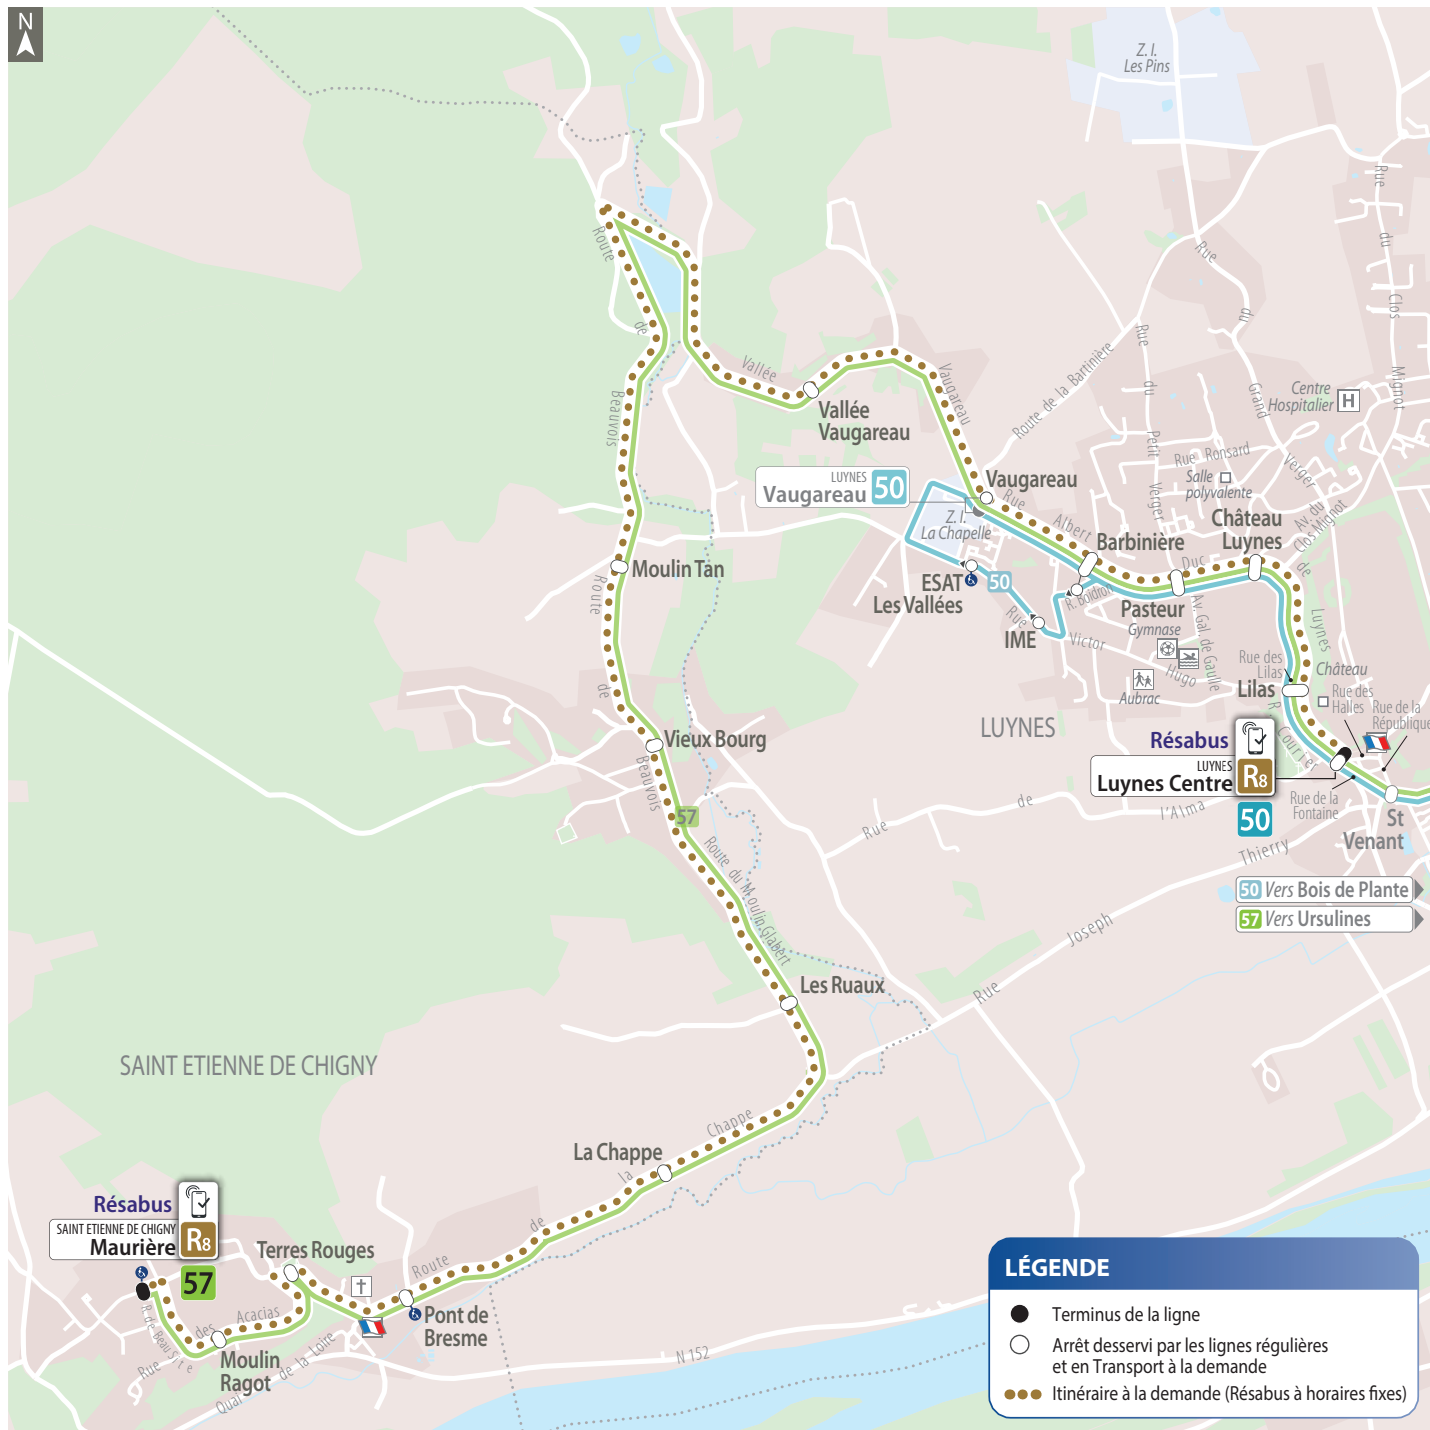 N
Z. I.
Les Pins
Rue
du
Clos
Mignot
Rue
du
Grand
Verger
Route
de
Beauvois
Vallée
Vaugareau
Vallée
Vaugareau
Route de la Bartinière
Rue
du
Petit
Verger
Centre
Hospitalier
H
Rue Ronsard
Salle
polyvalente
Av. du
Clos Mignot
LUYNES
Vaugareau
50
Vaugareau
Z. I.
La Chapelle
Rue
Albert
Duc
de
Luynes
Château
Luynes
Barbinière
Moulin Tan
ESAT
Les Vallées
50
R. Boidron
Pasteur
Gymnase
Av. Gal. de Gaulle
IME
Rue
Victor
Hugo
Aubrac
Rue des
Lilas
Lilas
Château
Rue des
Halles
Rue de la
République
Route
de
Beauvois
Vieux Bourg
LUYNES
R
Courrier
Résabus
LUYNES
Luynes Centre
R8
50
Rue de la
Fontaine
St
Venant
57
Rue
de
l'Alma
Thierry
Joseph
Rue
50 Vers Bois de Plante
57 Vers Ursulines
Route du Moulin Glabert
Les Ruaux
SAINT ETIENNE DE CHIGNY
La Chappe
Route
de
la
Chappe
Résabus
SAINT ETIENNE DE CHIGNY
Maurière
R8
57
Terres Rouges
Pont de
Bresme
R. de Beausite
Rue
des
Acacias
Moulin
Ragot
Quai de la Loire
N 152
LÉGENDE
Terminus de la ligne
Arrêt desservi par les lignes régulières
et en Transport à la demande
Itinéraire à la demande (Résabus à horaires fixes)